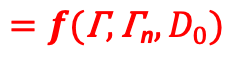 = f(Γ, Γn, D0)